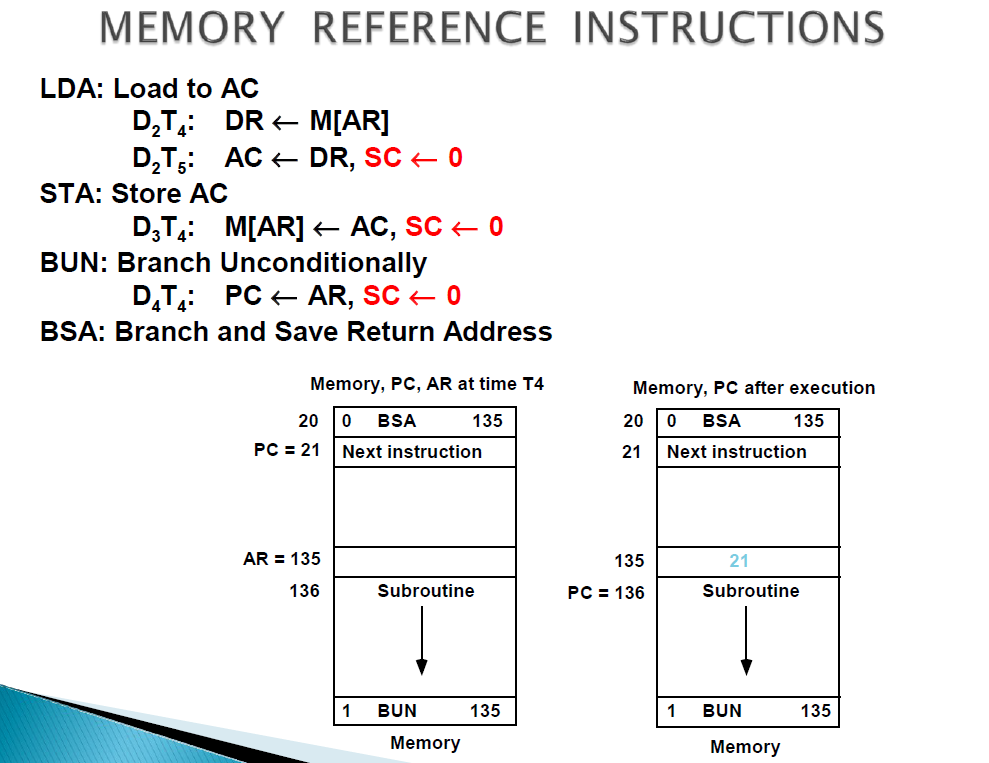 MEMORY REFERENCE INSTRUCTIONS
LDA: Load to AC
D₂T₄: DR ← M[AR]
D₂T₅: AC ← DR, SC ← 0
STA: Store AC
D₃T₄: M[AR] ← AC, SC ← 0
BUN: Branch Unconditionally
D₄T₄: PC ← AR, SC ← 0
BSA: Branch and Save Return Address
Memory, PC, AR at time T4
20 0 BSA 135
PC = 21 Next instruction
AR = 135
136 Subroutine
1 BUN 135
Memory
Memory, PC after execution
20 0 BSA 135
21 Next instruction
135 21
PC = 136 Subroutine
1 BUN 135
Memory